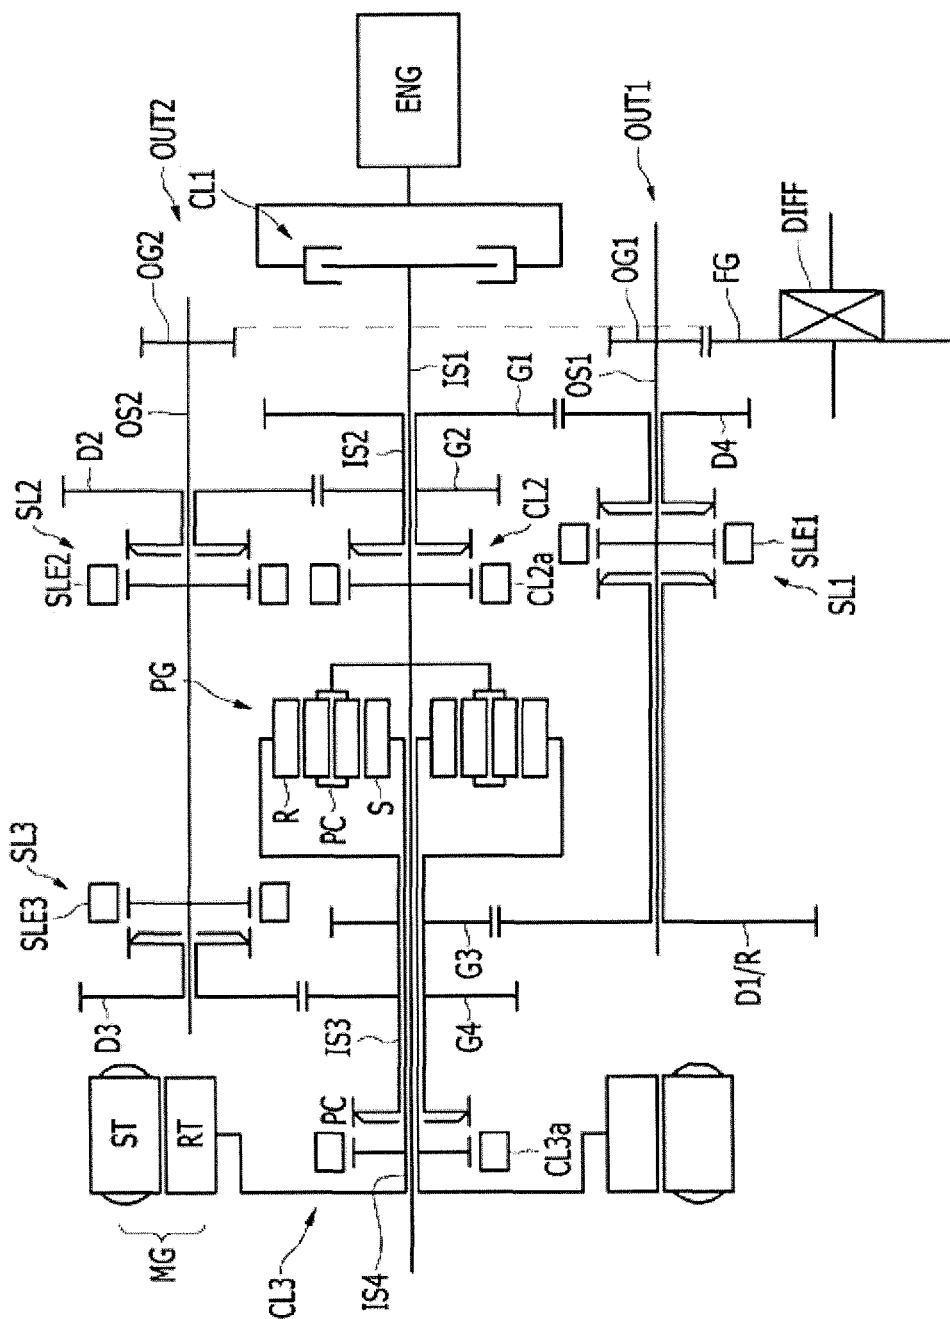 ENG
OUT2
CL1
OUT1
OG2
OG1
FG
DIFF
OS2
IS1
G1
OS1
D2
IS2
G2
D4
SL2
CL2
SLE2
CL2a
SLE1
SL1
PG
R
PC
S
SL3
SLE3
G3
D1/R
D3
IS3
G4
ST
RT
PC
CL3a
MG
CL3
IS4